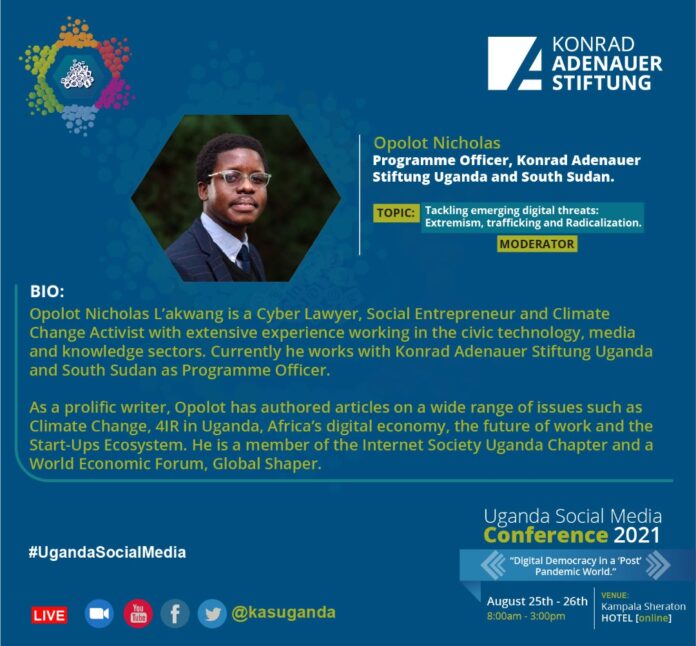 KONRAD
ADENAUER
STIFTUNG
Opolot Nicholas
Programme Officer, Konrad Adenauer
Stiftung Uganda and South Sudan.
TOPIC: Tackling emerging digital threats:
Extremism, trafficking and Radicalization.
MODERATOR
BIO:
Opolot Nicholas L’akwang is a Cyber Lawyer, Social Entrepreneur and Climate
Change Activist with extensive experience working in the civic technology, media
and knowledge sectors. Currently he works with Konrad Adenauer Stiftung Uganda
and South Sudan as Programme Officer.
As a prolific writer, Opolot has authored articles on a wide range of issues such as
Climate Change, 4IR in Uganda, Africa’s digital economy, the future of work and the
Start-Ups Ecosystem. He is a member of the Internet Society Uganda Chapter and a
World Economic Forum, Global Shaper.
#UgandaSocialMedia
LIVE
You
Tube
@kasuganda
Uganda Social Media
Conference 2021
“Digital Democracy in a ‘Post’
Pandemic World.”
August 25th - 26th
8:00am - 3:00pm
VENUE:
Kampala Sheraton
HOTEL [online]